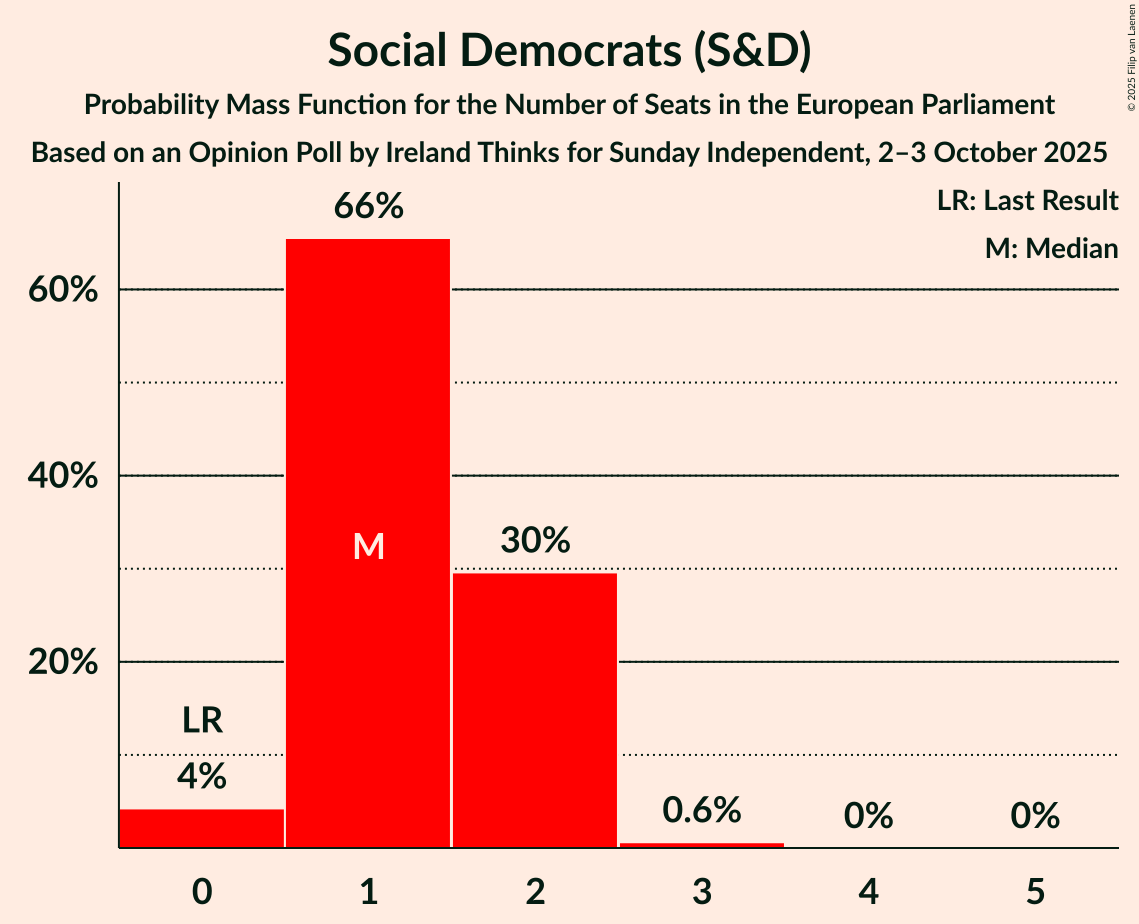 Social Democrats (S&D)
Probability Mass Function for the Number of Seats in the European Parliament
Based on an Opinion Poll by Ireland Thinks for Sunday Independent, 2–3 October 2025
© 2025 Filip van Laenen
LR: Last Result
M: Median
60%
40%
20%
66%
M
30%
LR
4%
0.6%
0%
0%
0
1
2
3
4
5